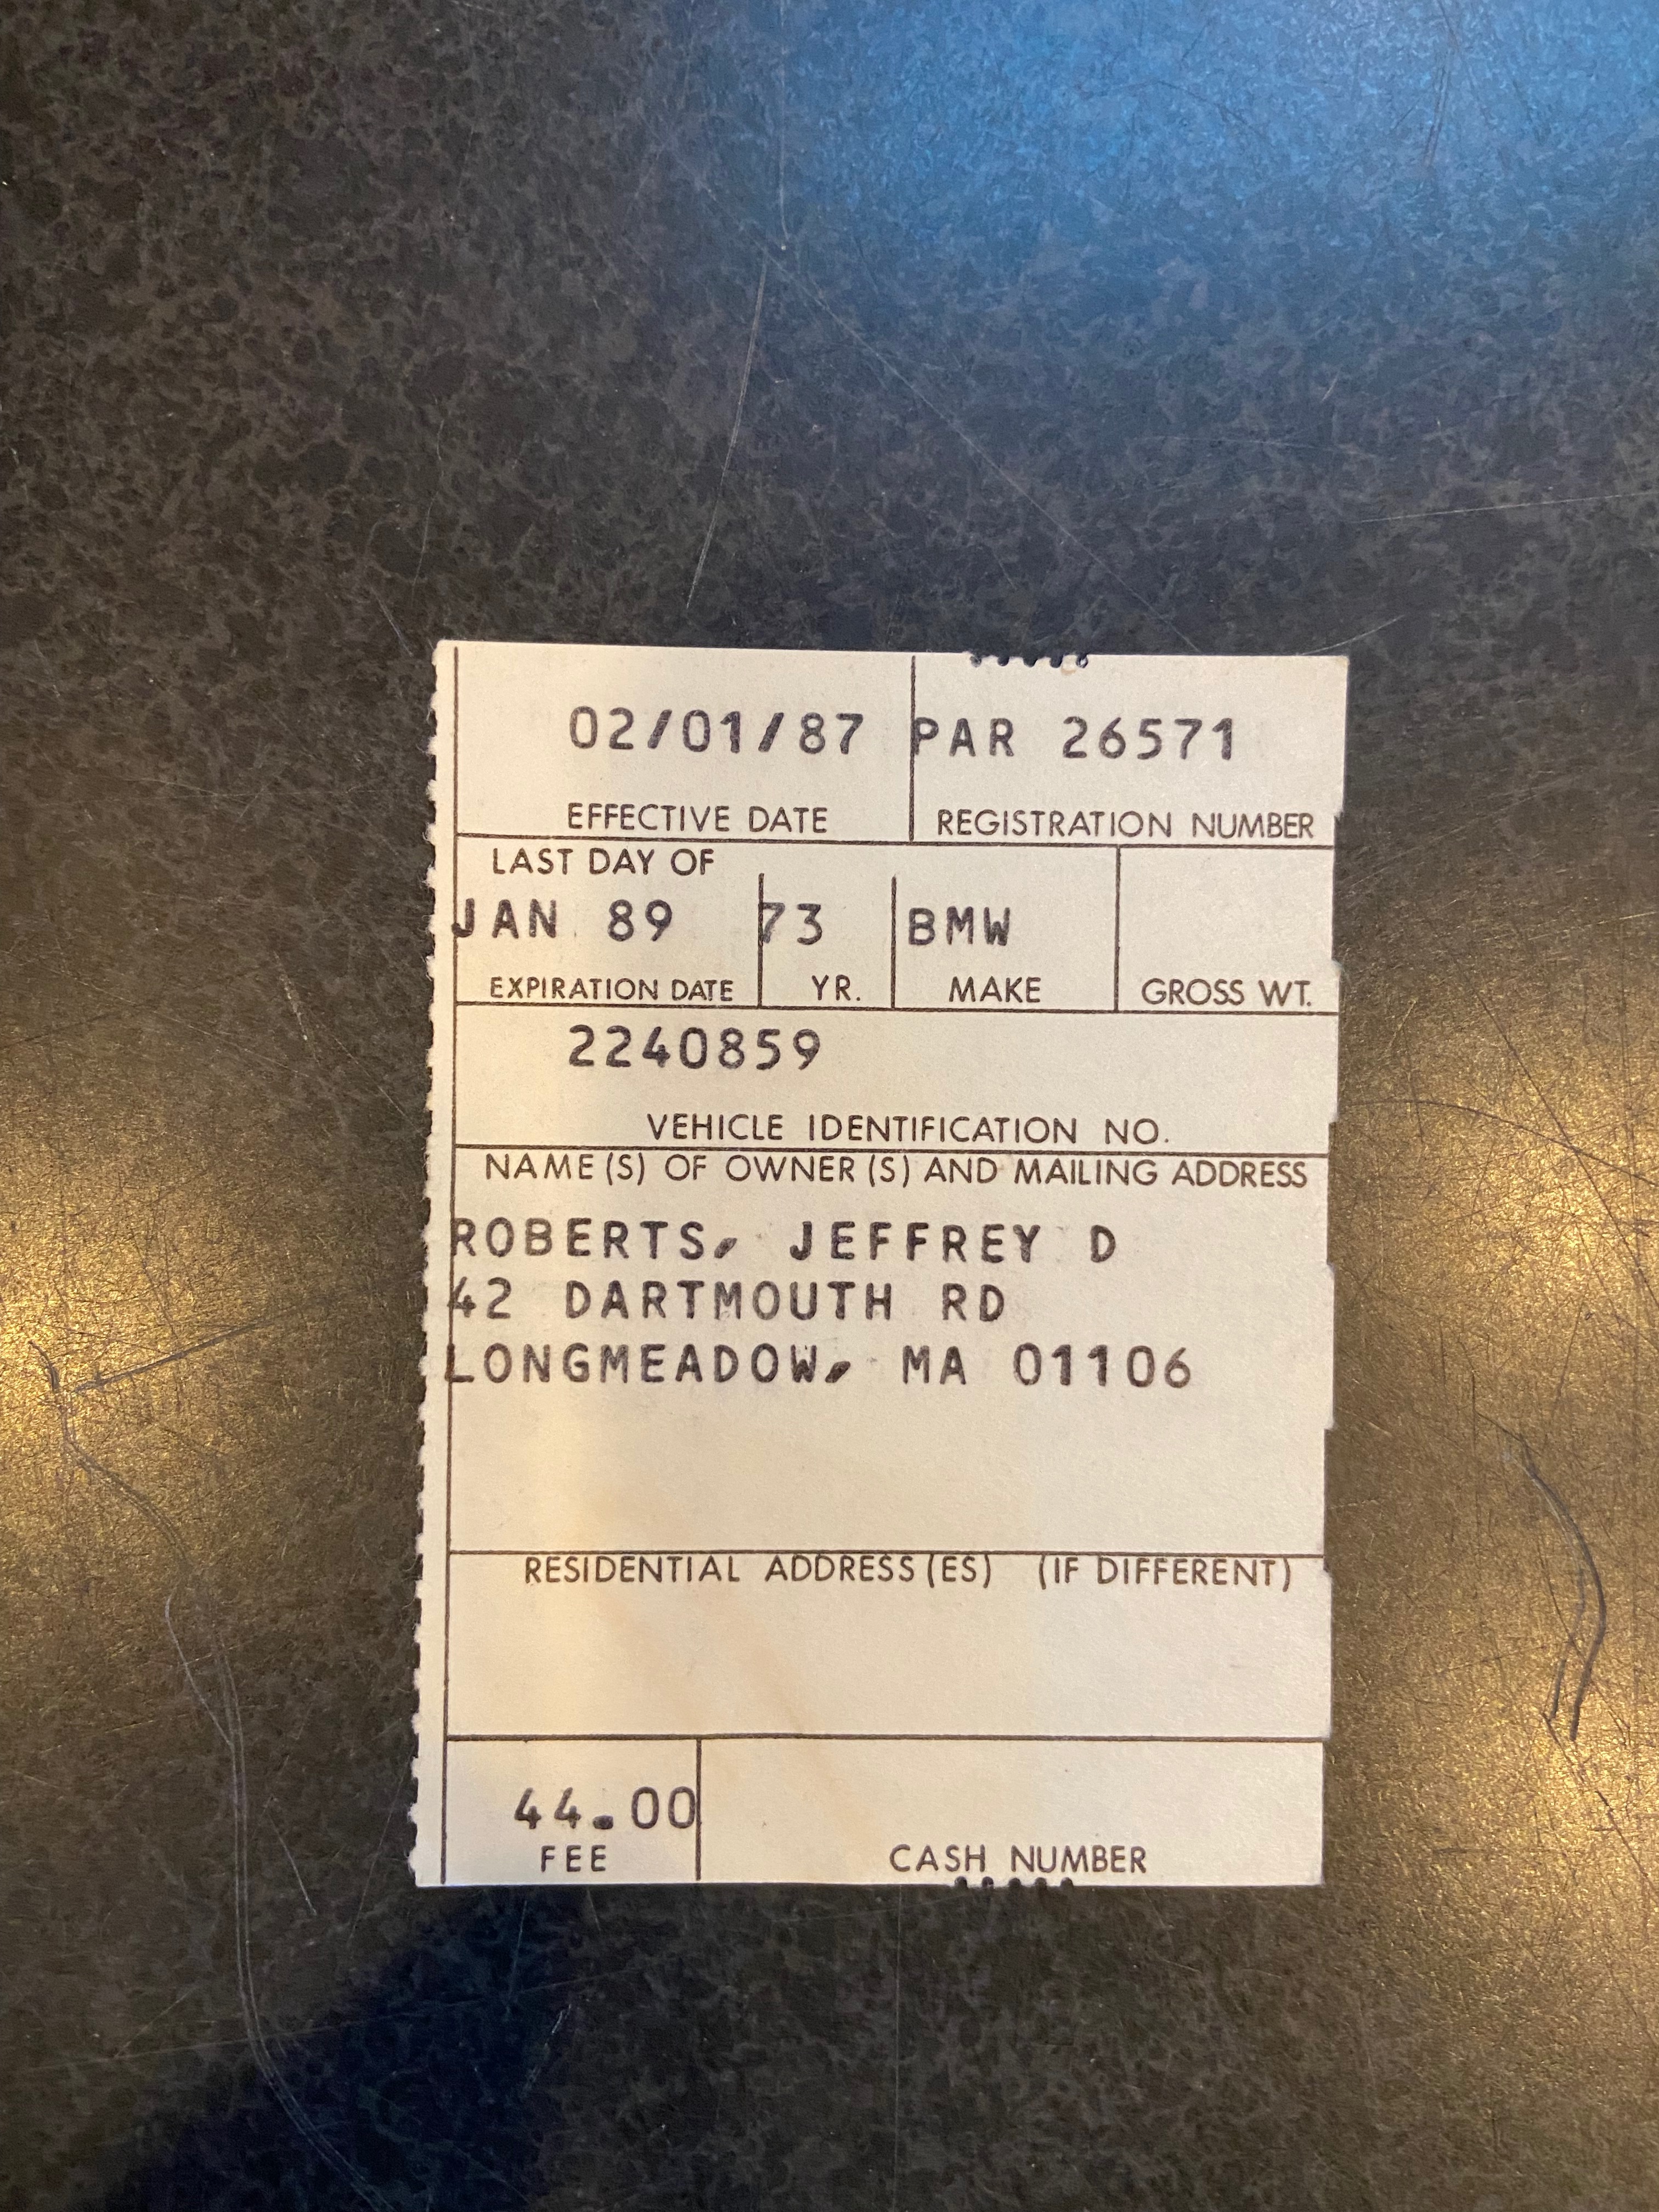 02/01/87 PAR 26571
EFFECTIVE DATE REGISTRATION NUMBER
LAST DAY OF
JAN 89 73 BMW
EXPIRATION DATE YR. MAKE GROSS WT.
2240859
VEHICLE IDENTIFICATION NO.
NAME(S) OF OWNER(S) AND MAILING ADDRESS
ROBERTS, JEFFREY D
42 DARTMOUTH RD
LONGMEADOW, MA 01106
RESIDENTIAL ADDRESS(ES) (IF DIFFERENT)
44.00
FEE CASH NUMBER